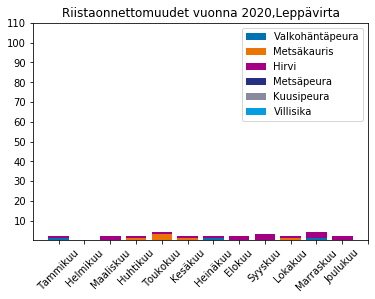 Riistaonnettomuudet vuonna 2020,Leppävirta
Valkohäntäpeura
Metsäkauris
Hirvi
Metsäpeura
Kuusipeura
Villisika
110
100
90
80
70
60
50
40
30
20
10
Tammikuu
Helmikuu
Maaliskuu
Huhtikuu
Toukokuu
Kesäkuu
Heinäkuu
Elokuu
Syyskuu
Lokakuu
Marraskuu
Joulukuu